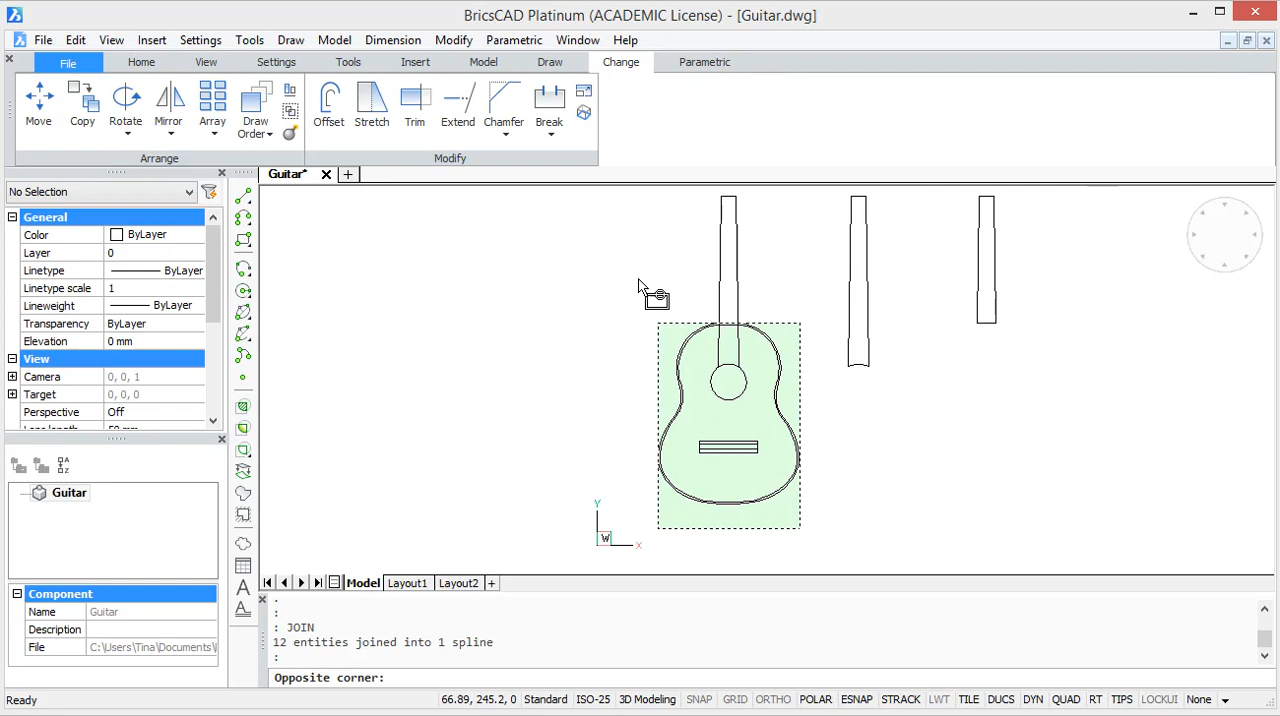 BricsCAD Platinum (ACADEMIC License) - [Guitar.dwg]
File Edit View Insert Settings Tools Draw Model Dimension Modify Parametric Window Help
File Home View Settings Tools Insert Model Draw Change Parametric
Move Copy Rotate Mirror Array Draw Order Offset Stretch Trim Extend Chamfer Break
Arrange Modify
Guitar*
No Selection
General
Color ByLayer
Layer 0
Linetype ByLayer
Linetype scale 1
Lineweight ByLayer
Transparency ByLayer
Elevation 0 mm
View
Camera 0, 0, 1
Target 0, 0, 0
Perspective Off
Guitar
Y
W
X
Model Layout1 Layout2
Component
Name Guitar
Description
File C:\Users\Tina\Documents\
:
:
: JOIN
12 entities joined into 1 spline
:
Opposite corner:
Ready 66.89, 245.2, 0 Standard ISO-25 3D Modeling SNAP GRID ORTHO POLAR ESNAP STRACK LWT TILE DUCS DYN QUAD RT TIPS LOCKUI None